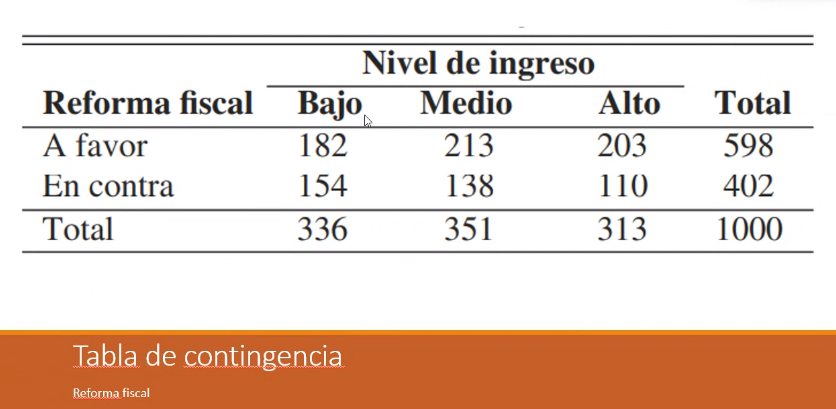 Nivel de ingreso
Reforma fiscal Bajo Medio Alto Total
A favor 182 213 203 598
En contra 154 138 110 402
Total 336 351 313 1000
Tabla de contingencia
Reforma fiscal